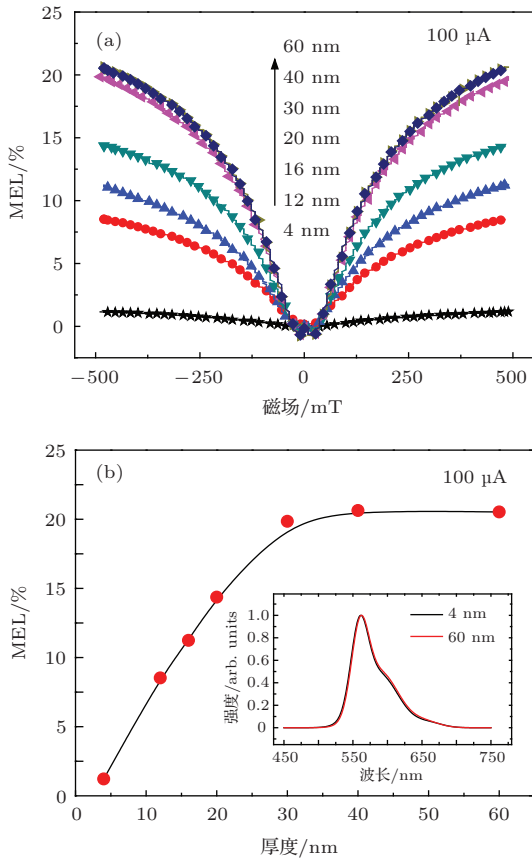 (a)
100 µA
60 nm
40 nm
30 nm
20 nm
16 nm
12 nm
4 nm
25
20
15
10
5
0
MEL/%
−500 −250 0 250 500
磁场/mT
(b)
100 µA
25
20
15
10
5
0
MEL/%
4 nm
60 nm
1.0
0.8
0.6
0.4
0.2
0
强度/arb. units
450 550 650 750
波长/nm
0 10 20 30 40 50 60
厚度/nm